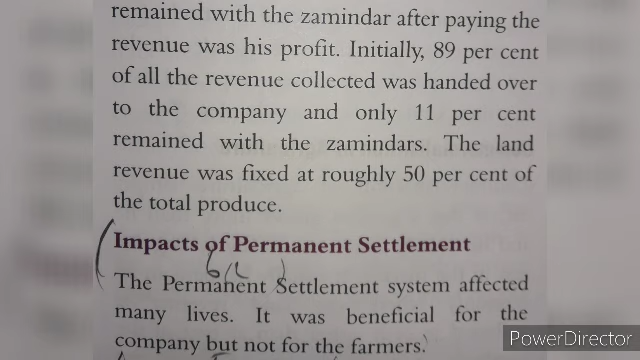 remained with the zamindar after paying the
revenue was his profit. Initially, 89 per cent
of all the revenue collected was handed over
to the company and only 11 per cent
remained with the zamindars. The land
revenue was fixed at roughly 50 per cent of
the total produce.
Impacts of Permanent Settlement
The Permanent Settlement system affected
many lives. It was beneficial for the
company but not for the farmers.
PowerDirector